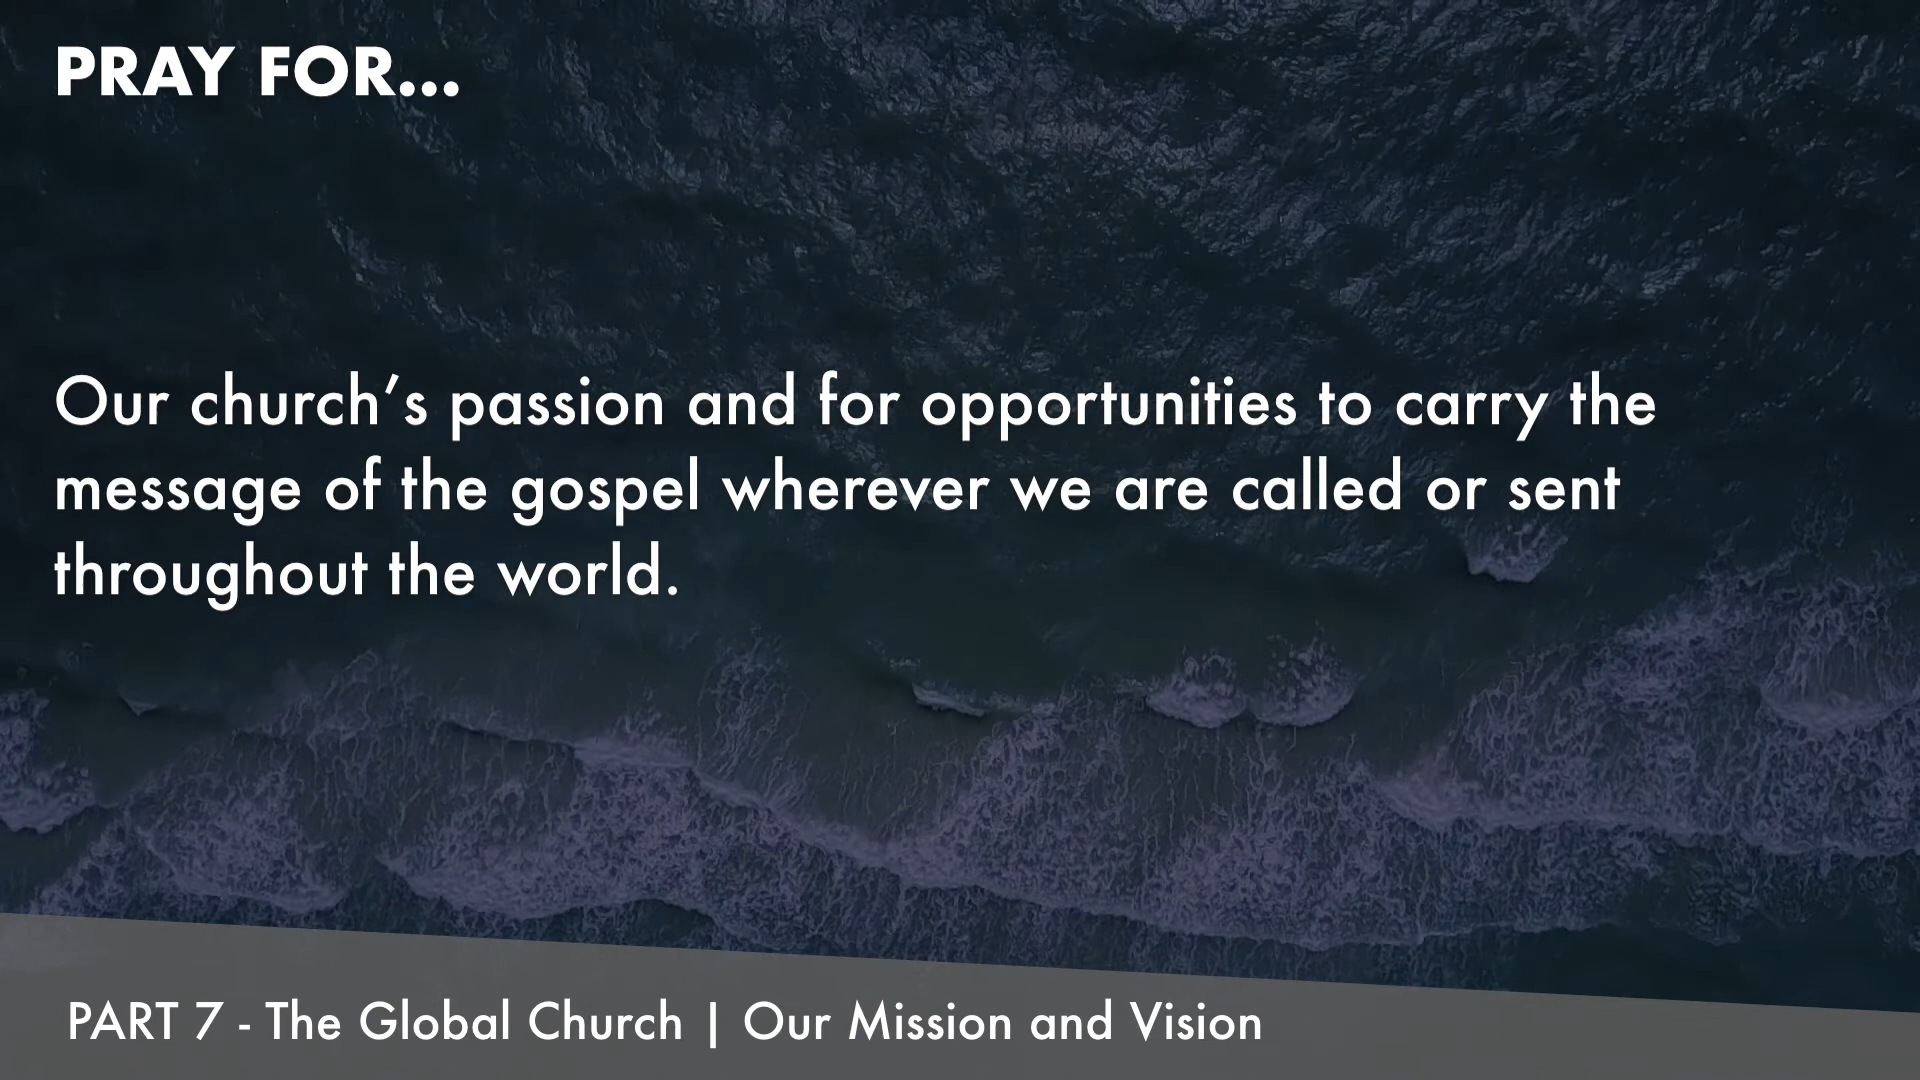 PRAY FOR...
Our church’s passion and for opportunities to carry the
message of the gospel wherever we are called or sent
throughout the world.
PART 7 - The Global Church | Our Mission and Vision